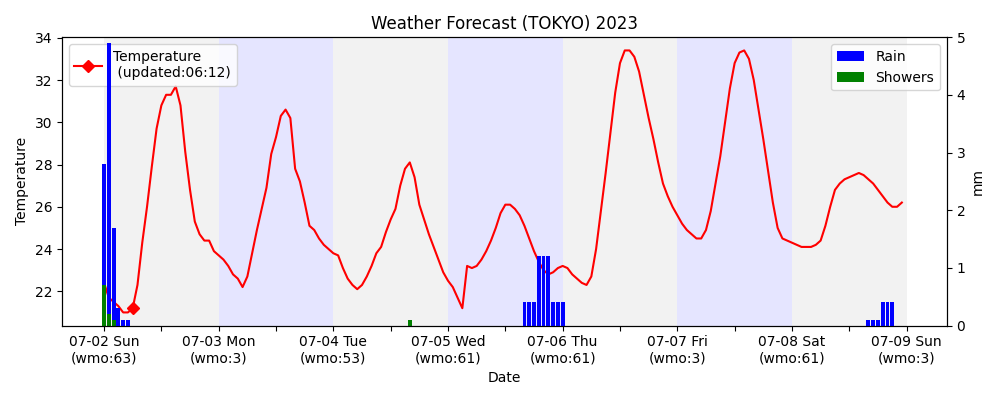 Weather Forecast (TOKYO) 2023
Temperature
(updated:06:12)
Rain
Showers
Temperature
34
32
30
28
26
24
22
mm
5
4
3
2
1
0
07-02 Sun
(wmo:63)
07-03 Mon
(wmo:3)
07-04 Tue
(wmo:53)
07-05 Wed
(wmo:61)
07-06 Thu
(wmo:61)
07-07 Fri
(wmo:3)
07-08 Sat
(wmo:61)
07-09 Sun
(wmo:3)
Date